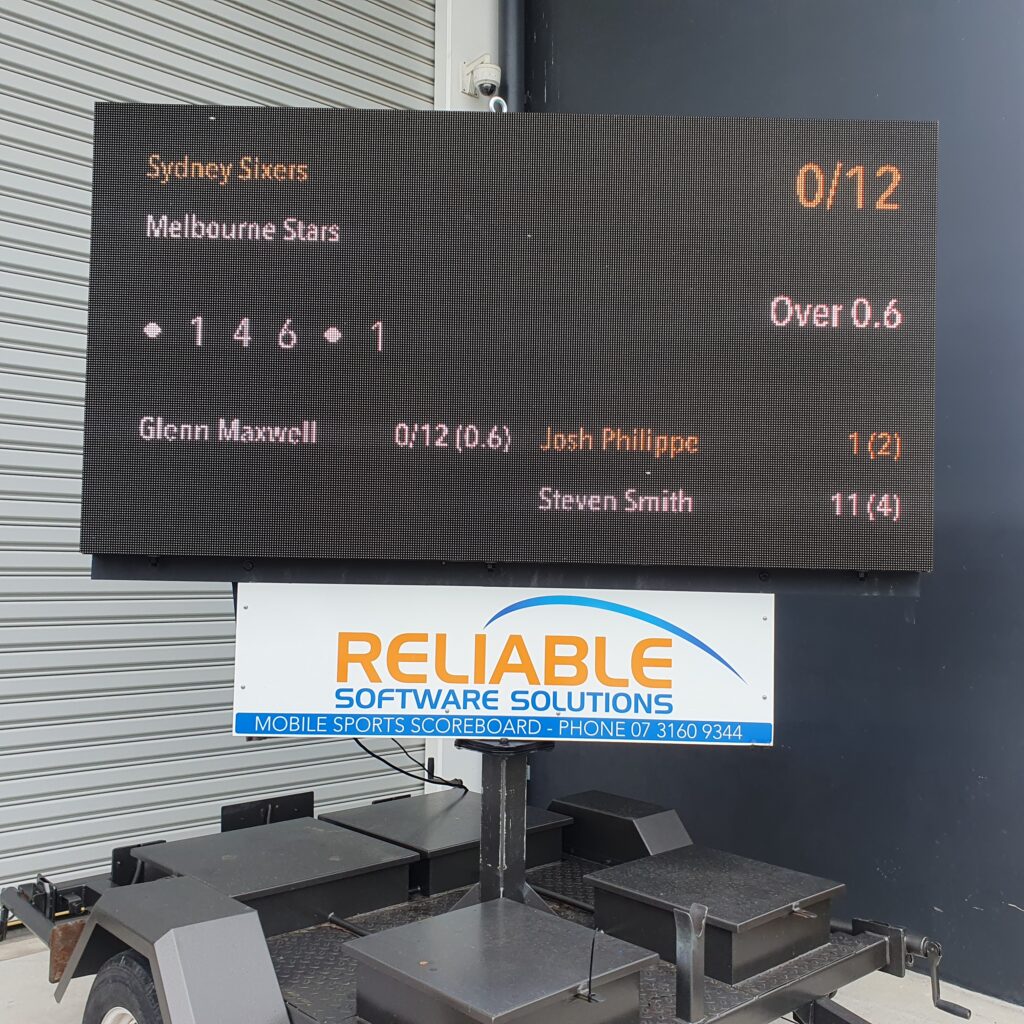 Sydney Sixers 0/12
Melbourne Stars
Over 0.6
• 1 4 6 • 1
Glenn Maxwell 0/12 (0.6) Josh Philippe 1 (2)
Steven Smith 11 (4)
RELIABLE
SOFTWARE SOLUTIONS
MOBILE SPORTS SCOREBOARD - PHONE 07 3160 9344